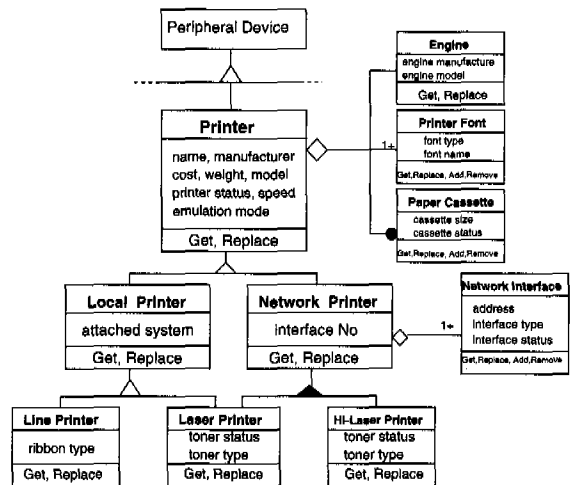 Peripheral Device
Printer
name, manufacturer
cost, weight, model
printer status, speed
emulation mode
Get, Replace
Engine
engine manufacture
engine model
Get, Replace
1+
Printer Font
font type
font name
Get,Replace, Add,Remove
Paper Cassette
cassette size
cassette status
Get,Replace, Add,Remove
Local Printer
attached system
Get, Replace
Network Printer
interface No
Get, Replace
1+
Network Interface
address
Interface type
Interface status
Get,Replace, Add,Remove
Line Printer
ribbon type
Get, Replace
Laser Printer
toner status
toner type
Get, Replace
Hi-Laser Printer
toner status
toner type
Get, Replace